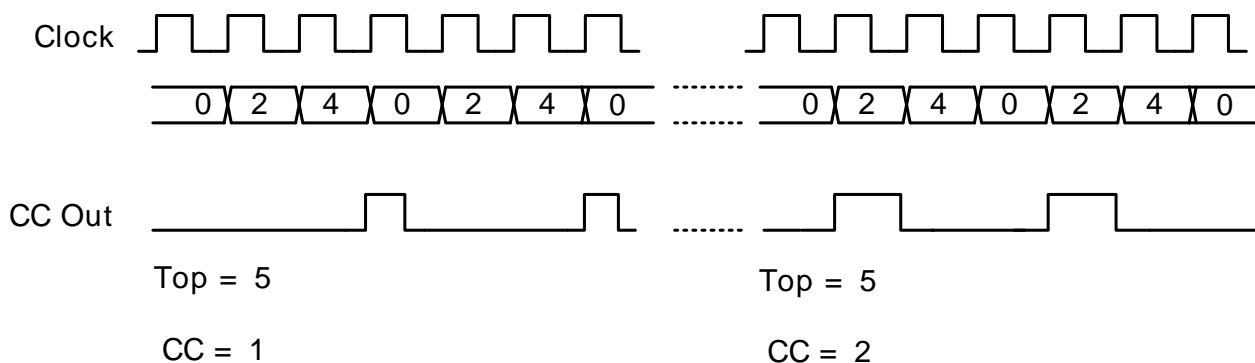 Clock
0 2 4 0 2 4 0 0 2 4 0 2 4 0
CC Out
Top = 5 Top = 5
CC = 1 CC = 2